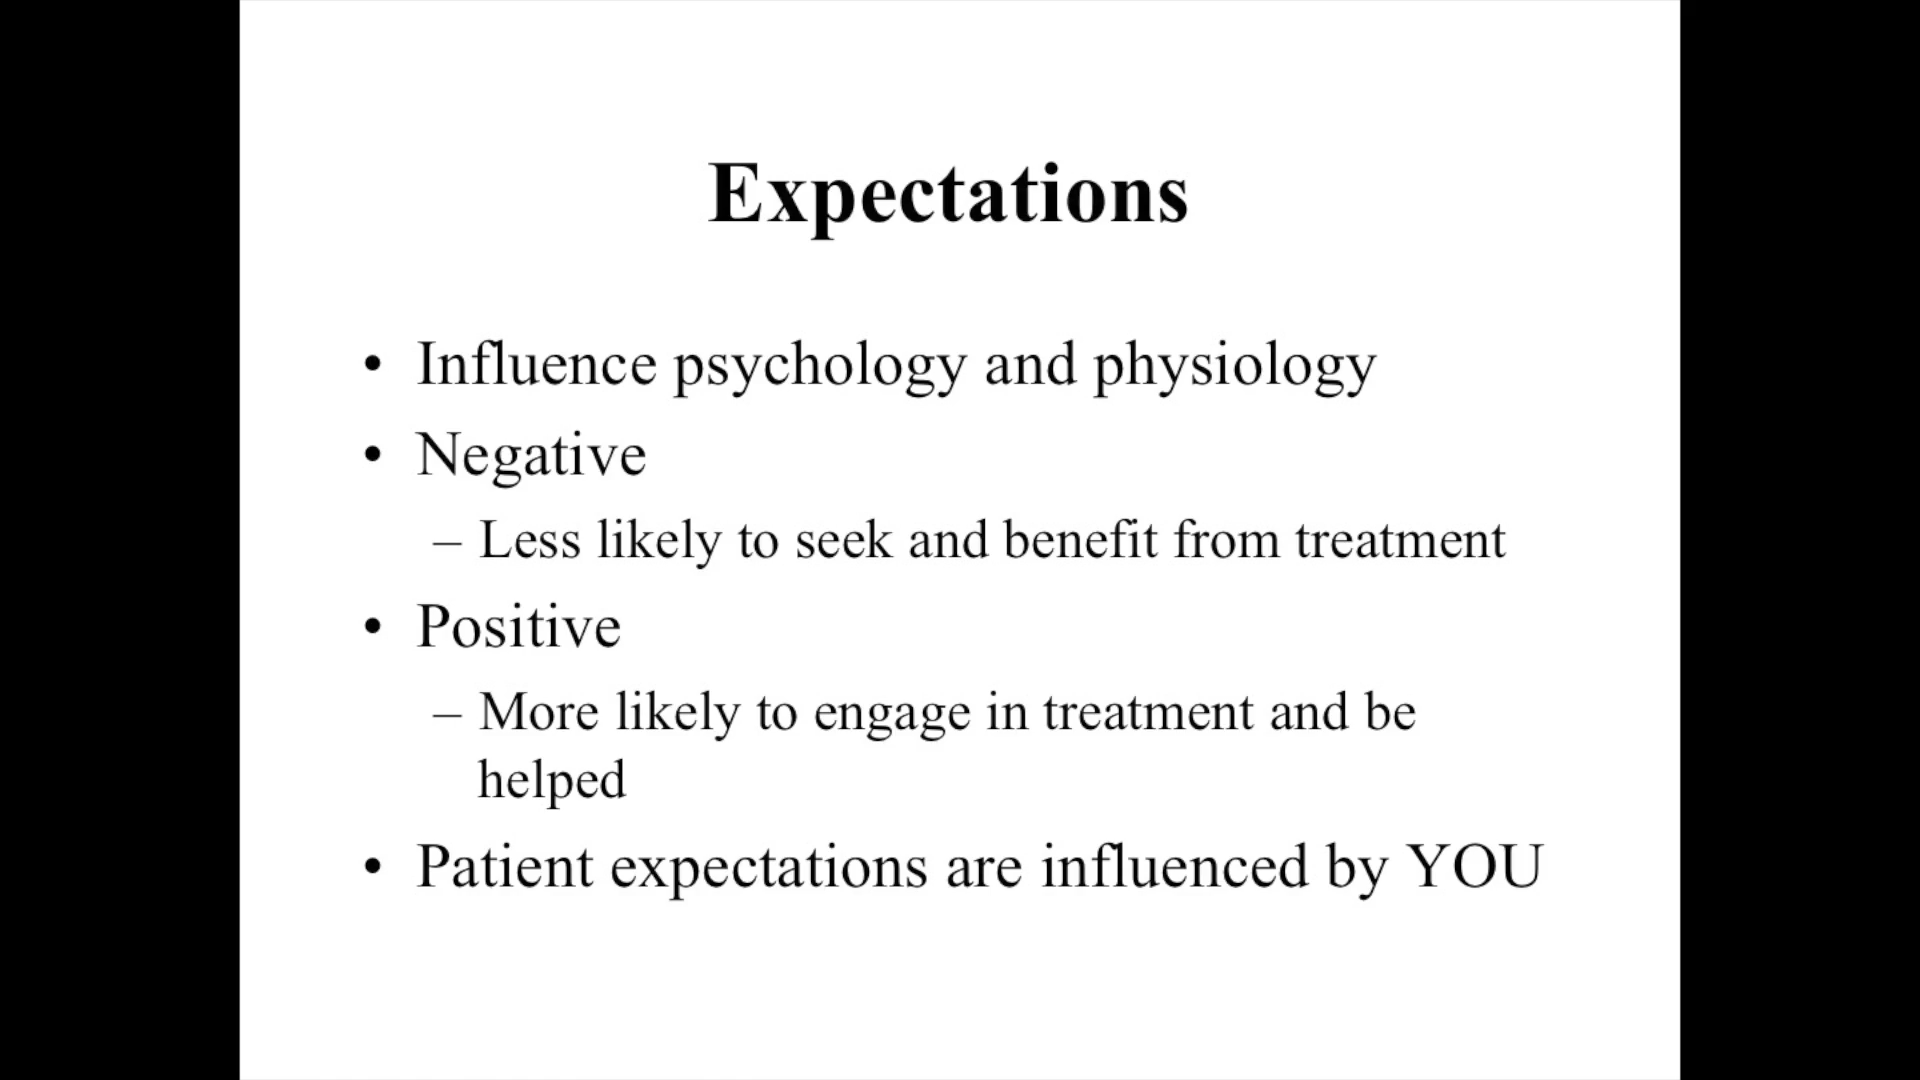 Expectations
• Influence psychology and physiology
• Negative
– Less likely to seek and benefit from treatment
• Positive
– More likely to engage in treatment and be
helped
• Patient expectations are influenced by YOU